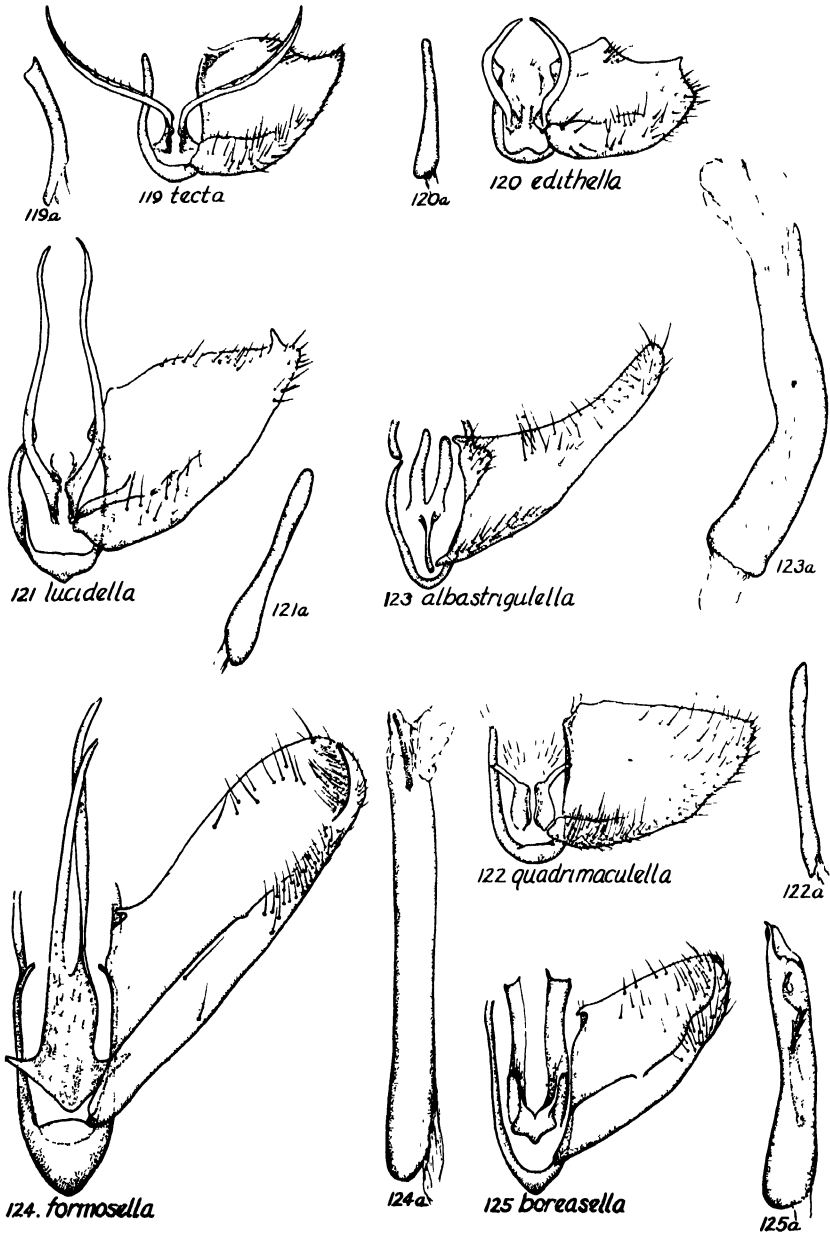 119a
119 tecta
120a
120 edithella
121 lucidella
121a
123 albastrigulella
123a
122 quadrimaculella
122a
124. formosella
124a
125 boreasella
125a